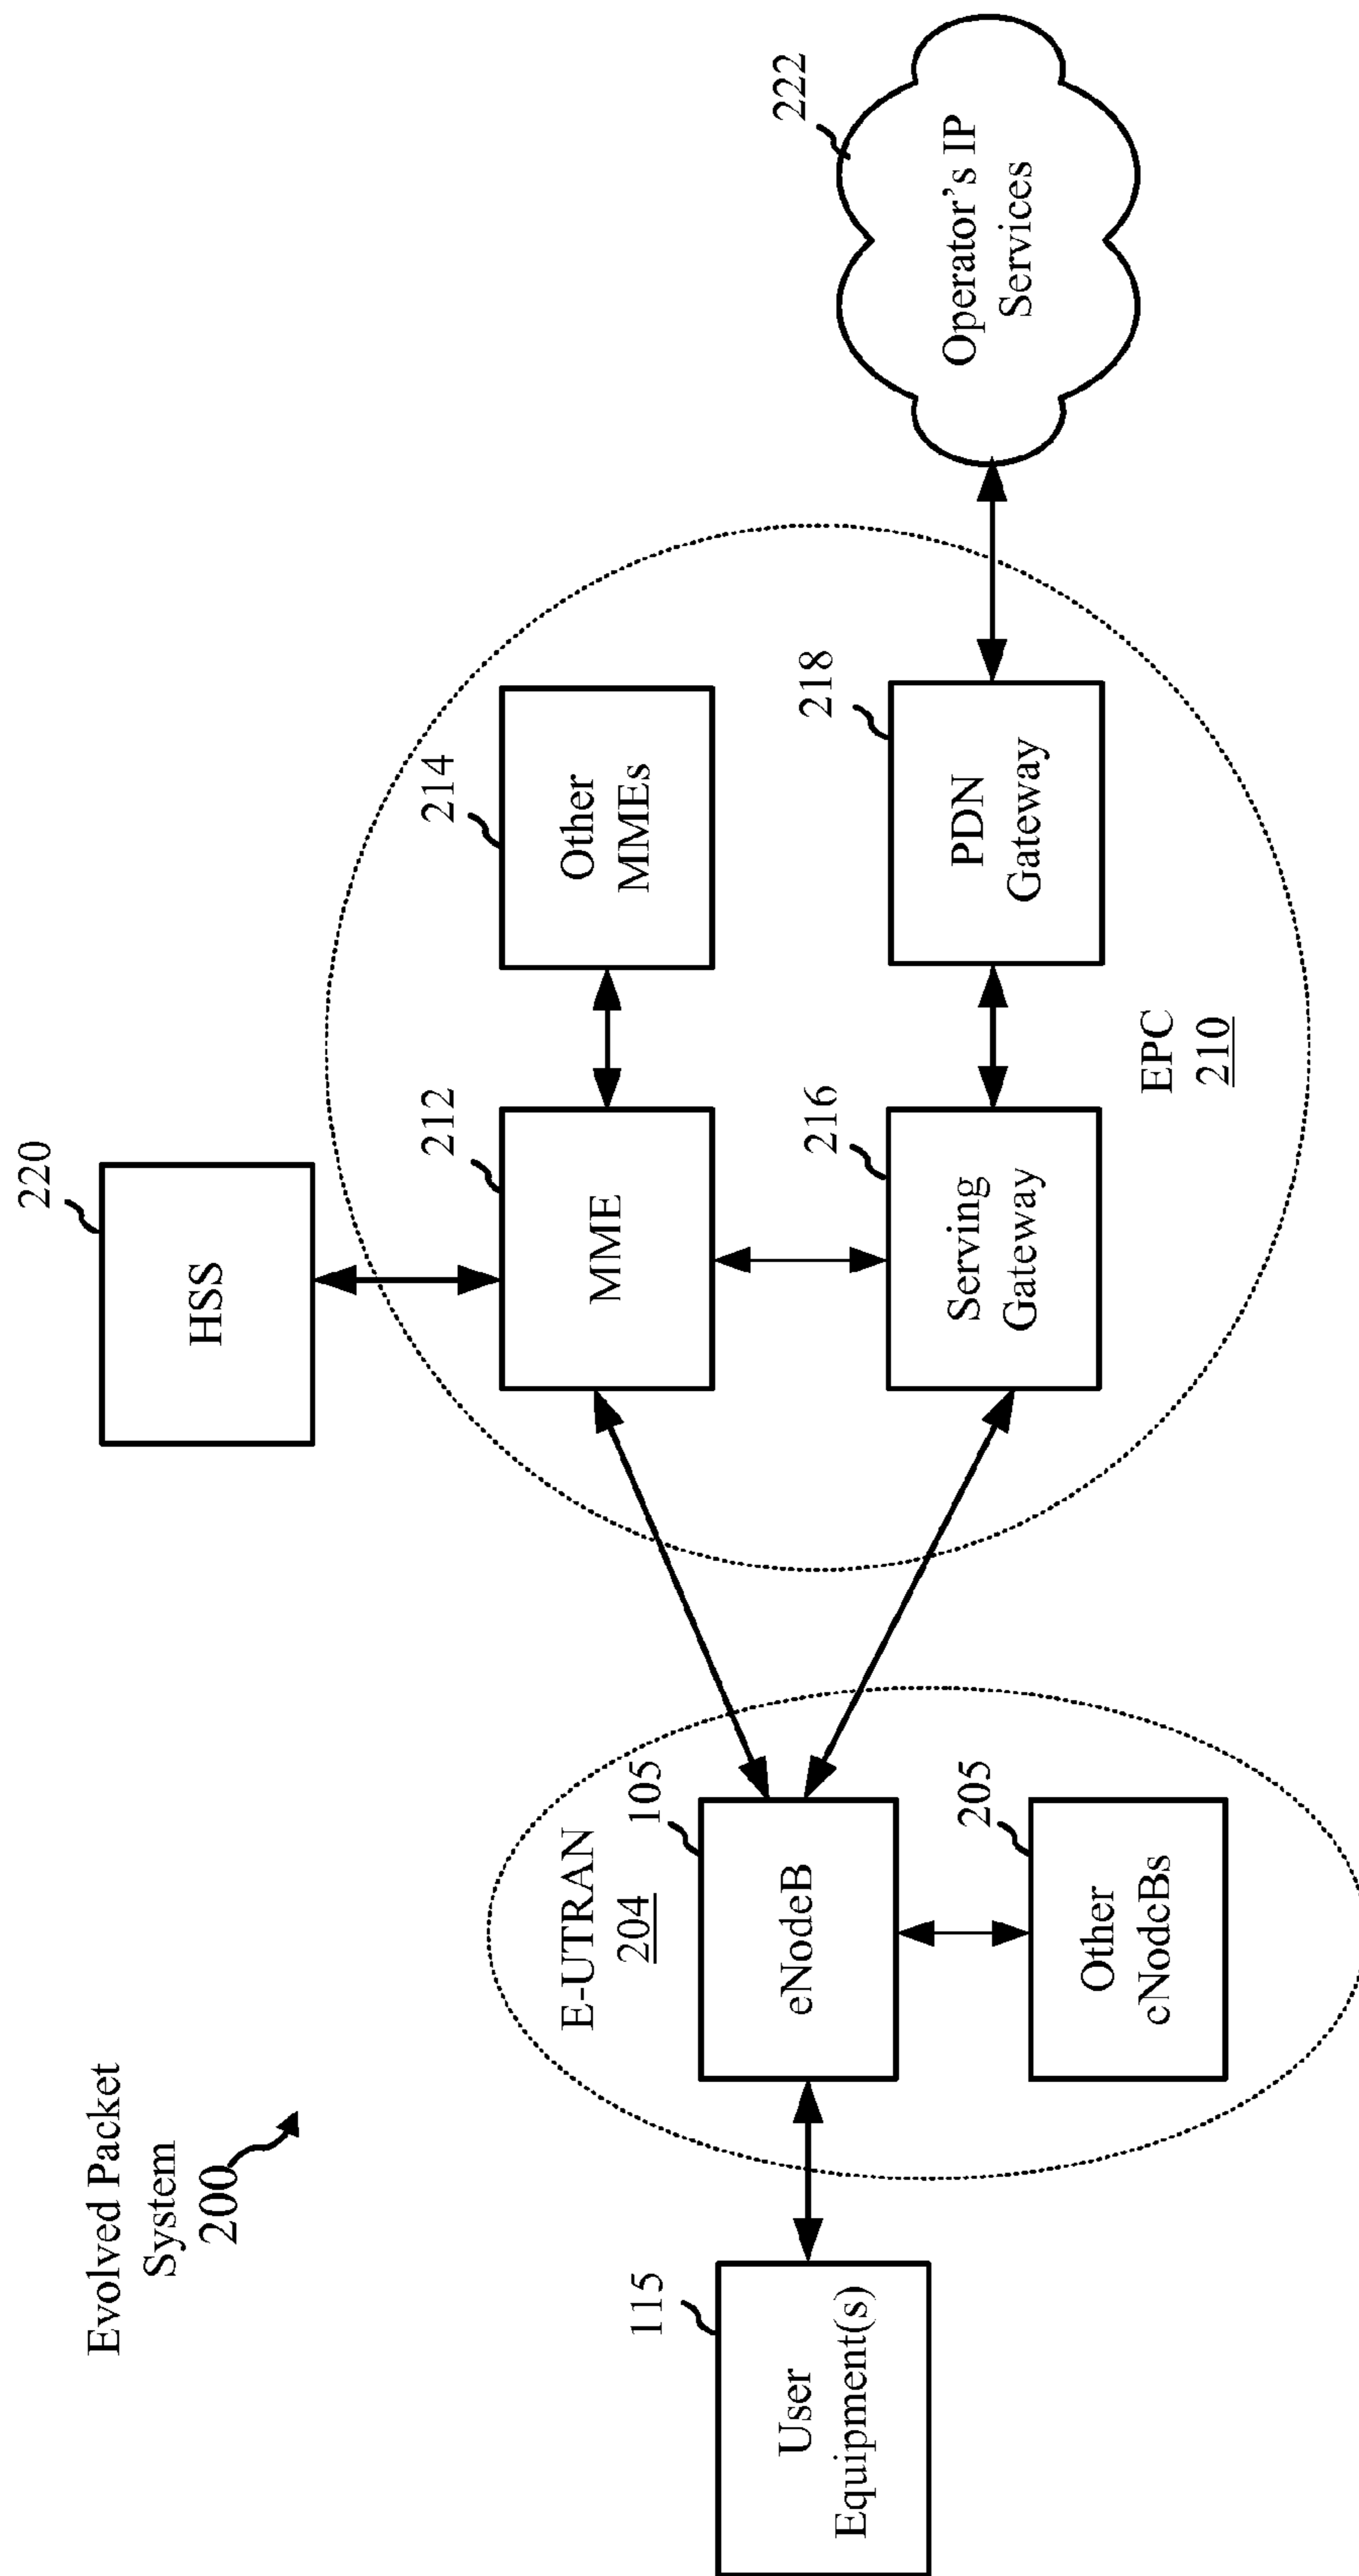 Evolved Packet
System
200
220
HSS
E-UTRAN
204
212
MME
214
Other
MMEs
115
User
Equipment(s)
105
eNodeB
205
Other
eNodeBs
216
Serving
Gateway
218
PDN
Gateway
EPC
210
222
Operator's IP
Services